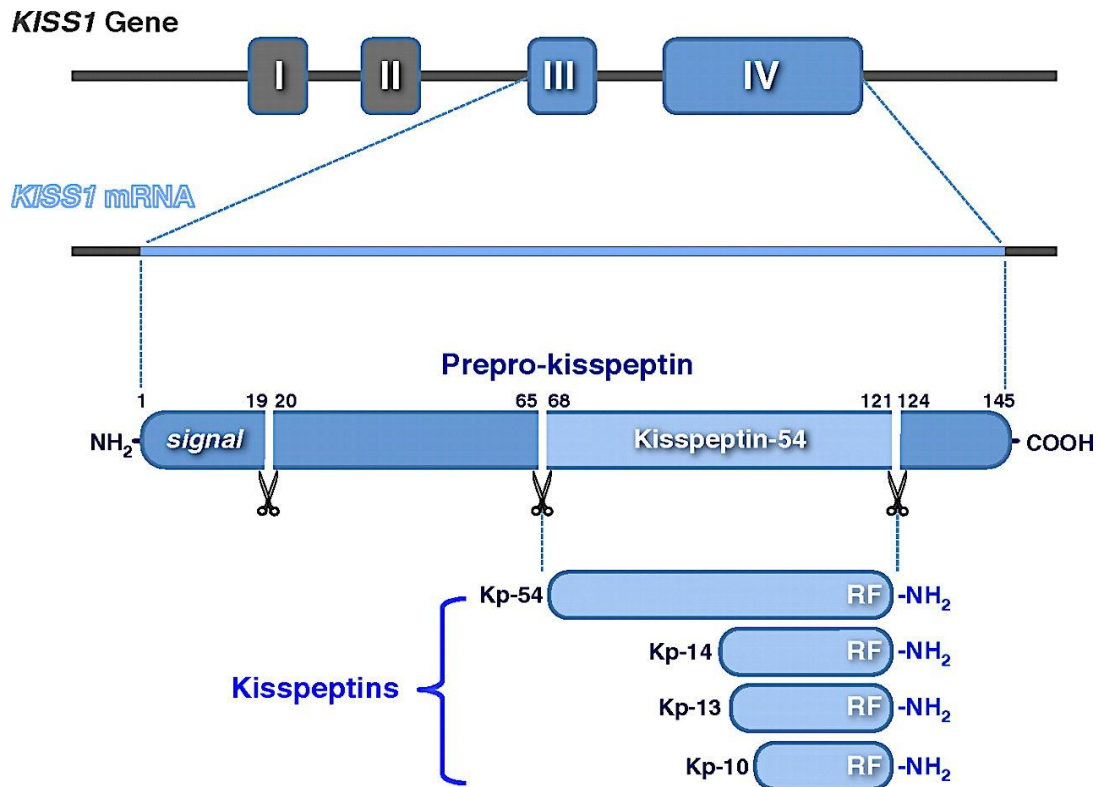 KISS1 Gene
I II III IV
KISS1 mRNA
Prepro-kisspeptin
1 19 20 65 68 121 124 145
NH2 signal Kisspeptin-54 COOH
Kp-54 RF -NH2
Kp-14 RF -NH2
Kisspeptins
Kp-13 RF -NH2
Kp-10 RF -NH2